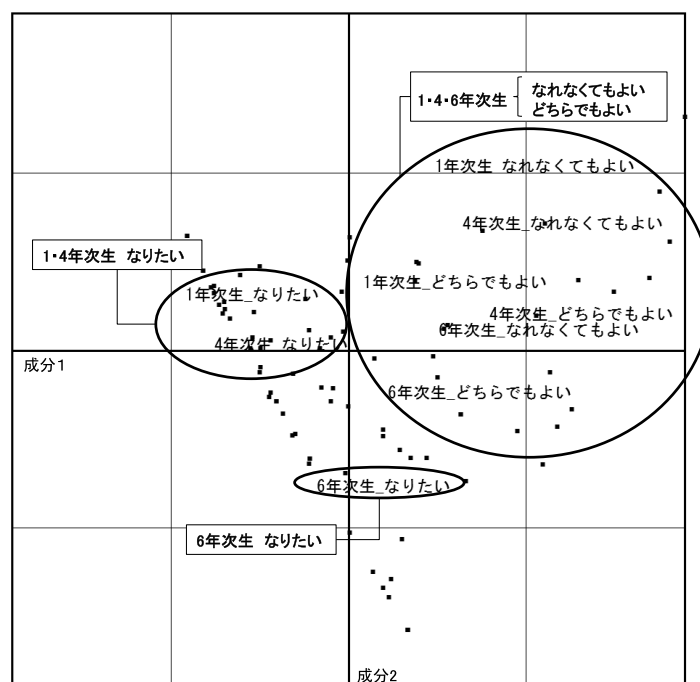 1・4・6年次生
なれなくてもよい
どちらでもよい
1年次生_なれなくてもよい
4年次生_なれなくてもよい
1・4年次生 なりたい
1年次生_どちらでもよい
1年次生_なりたい
4年次生_どちらでもよい
6年次生_なれなくてもよい
4年次生_なりたい
成分1
6年次生_どちらでもよい
6年次生_なりたい
6年次生 なりたい
成分2